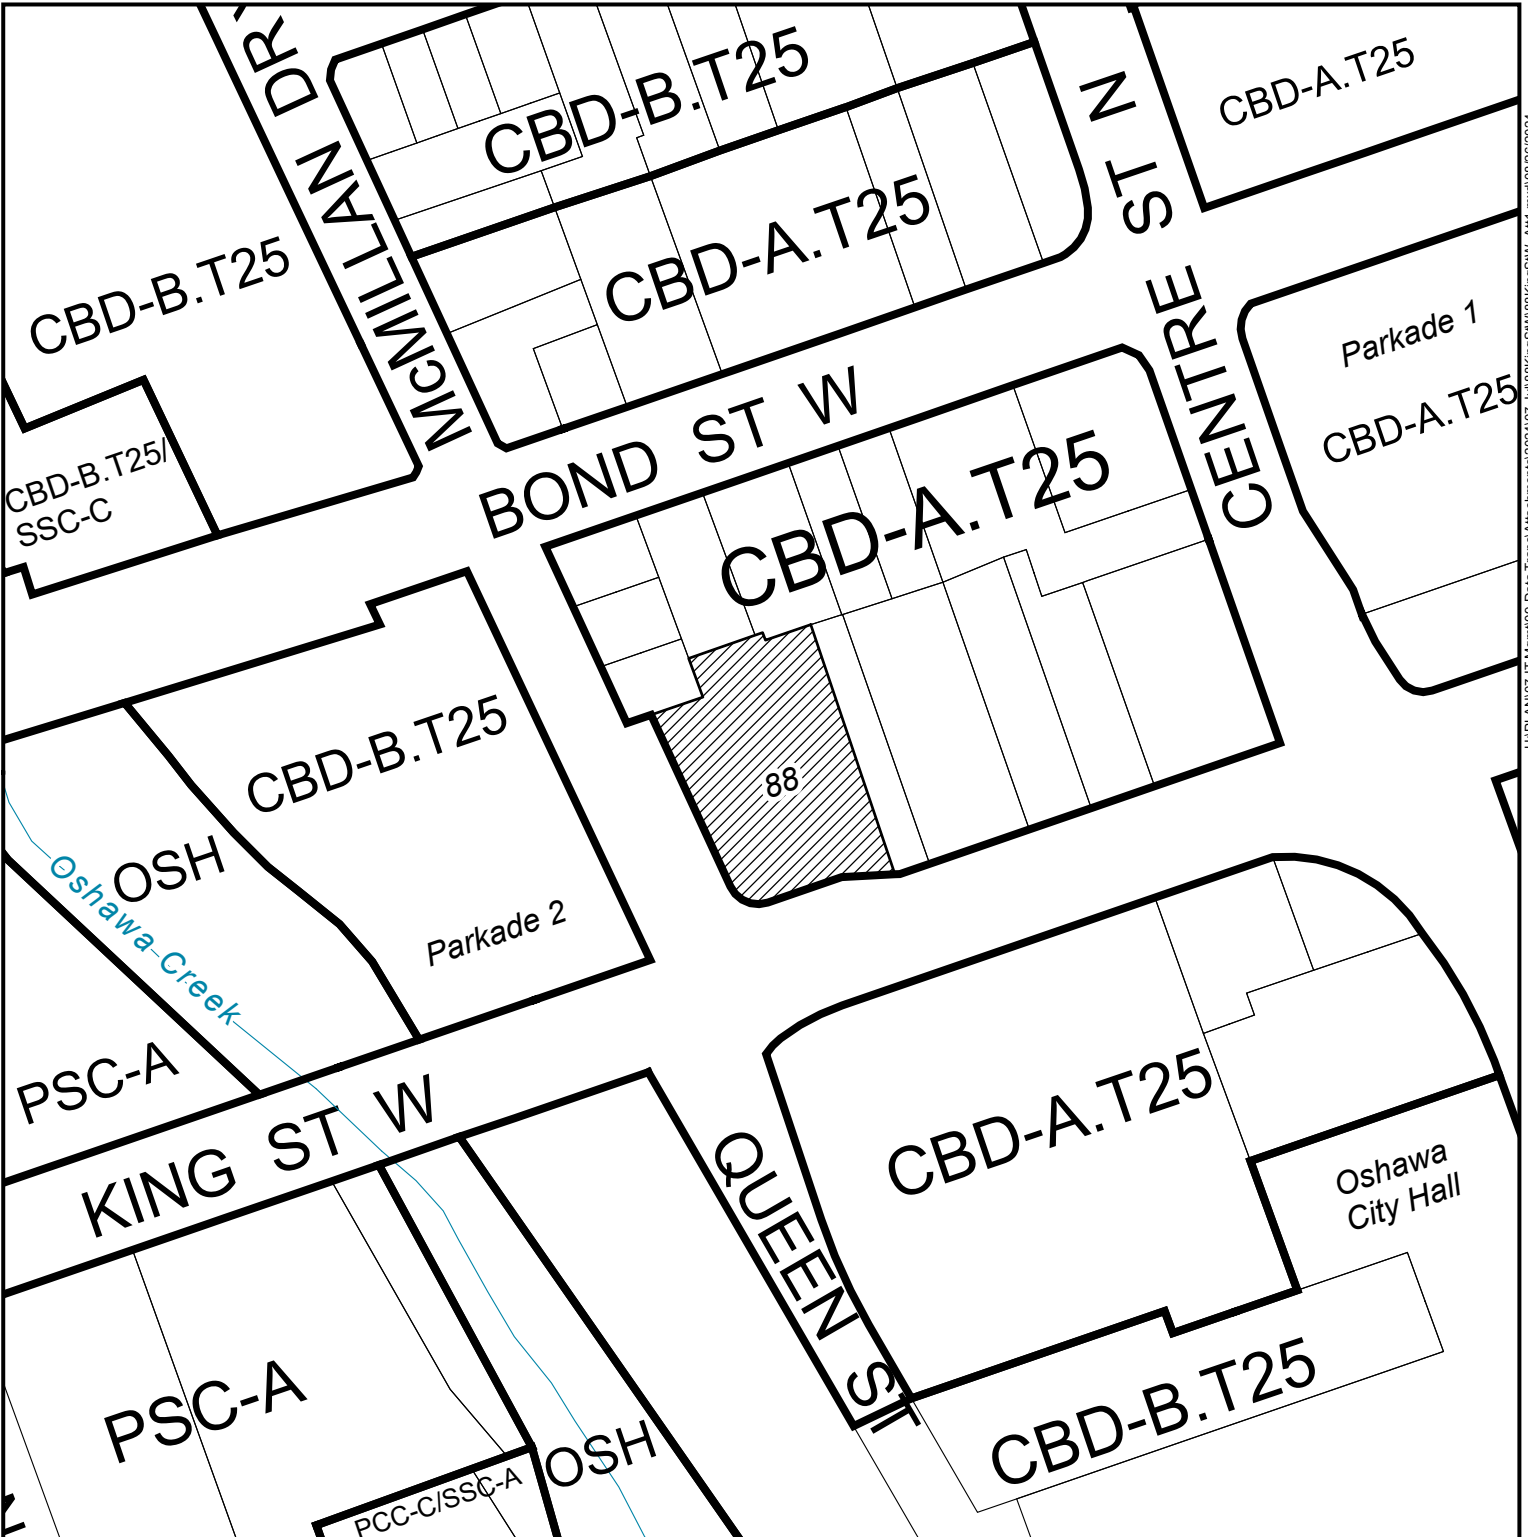 McMILLAN
CBD-B.T25
ST N
CBD-A.T25
CBD-A.T25
CBD-B.T25
CENTRE
Parkade 1
CBD-A.T25
BOND ST W
CBD-B.T25/
SSC-C
CBD-A.T25
CBD-B.T25
88
OSH
Oshawa Creek
Parkade 2
PSC-A
KING ST W
QUEEN ST
CBD-A.T25
Oshawa
City Hall
PSC-A
CBD-B.T25
OSH
PCC-C/SSC-A